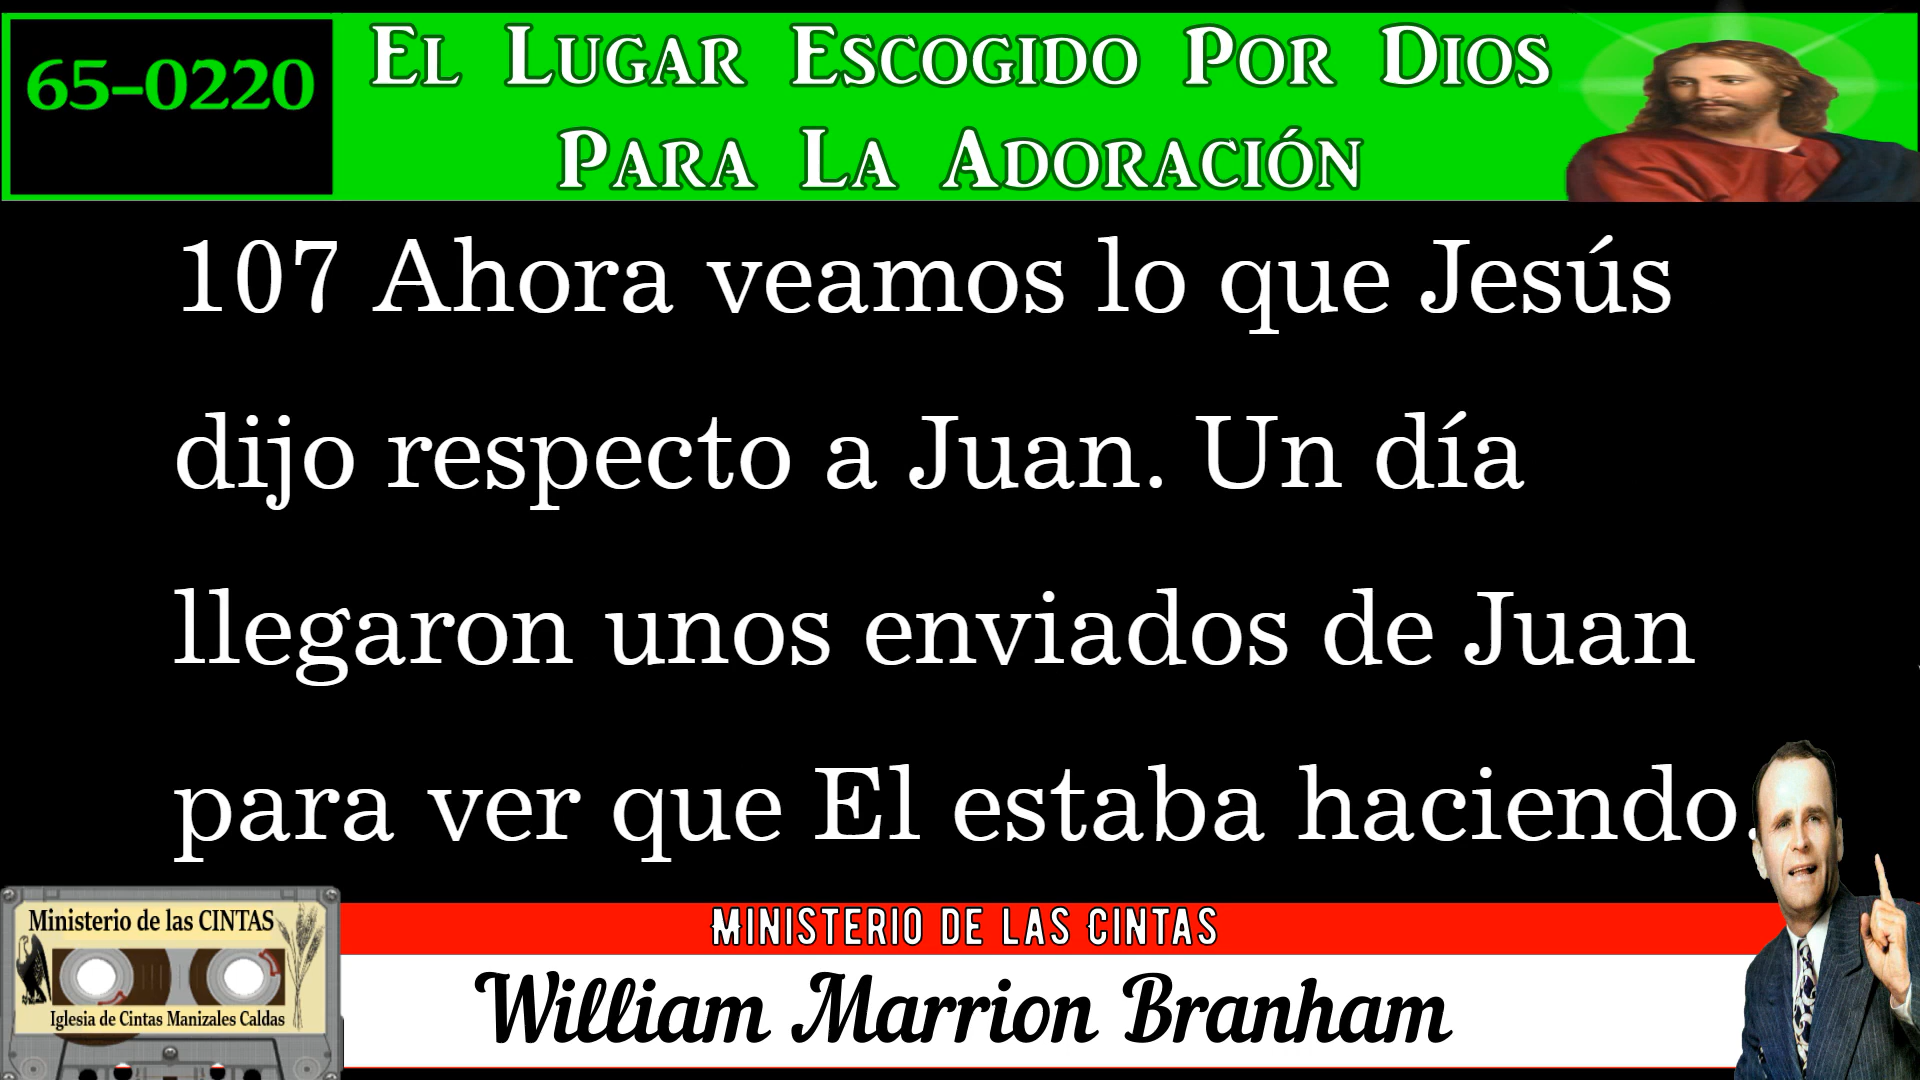 65-0220
El Lugar Escogido Por Dios
Para La Adoración
107 Ahora veamos lo que Jesús
dijo respecto a Juan. Un día
llegaron unos enviados de Juan
para ver que El estaba haciendo.
Ministerio de las CINTAS
Iglesia de Cintas Manizales Caldas
MINISTERIO DE LAS CINTAS
William Marrion Branham